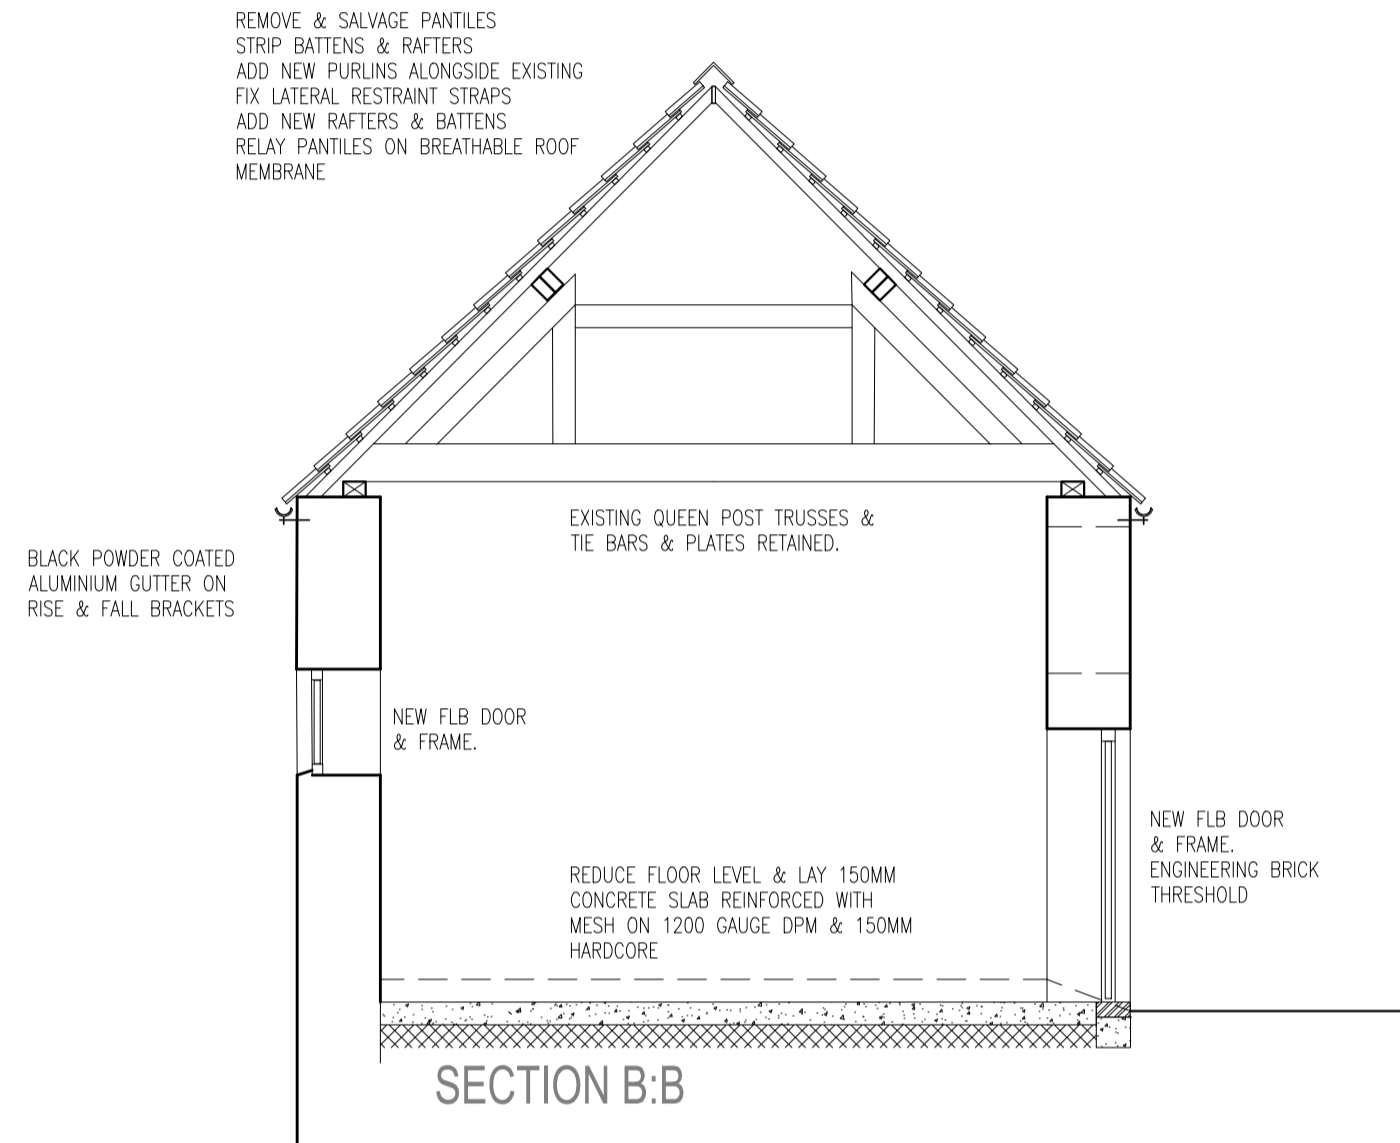 REMOVE & SALVAGE PANTILES
STRIP BATTENS & RAFTERS
ADD NEW PURLINS ALONGSIDE EXISTING
FIX LATERAL RESTRAINT STRAPS
ADD NEW RAFTERS & BATTENS
RELAY PANTILES ON BREATHABLE ROOF
MEMBRANE
EXISTING QUEEN POST TRUSSES &
TIE BARS & PLATES RETAINED.
BLACK POWDER COATED
ALUMINIUM GUTTER ON
RISE & FALL BRACKETS
NEW FLB DOOR
& FRAME.
NEW FLB DOOR
& FRAME.
ENGINEERING BRICK
THRESHOLD
REDUCE FLOOR LEVEL & LAY 150MM
CONCRETE SLAB REINFORCED WITH
MESH ON 1200 GAUGE DPM & 150MM
HARDCORE
SECTION B:B